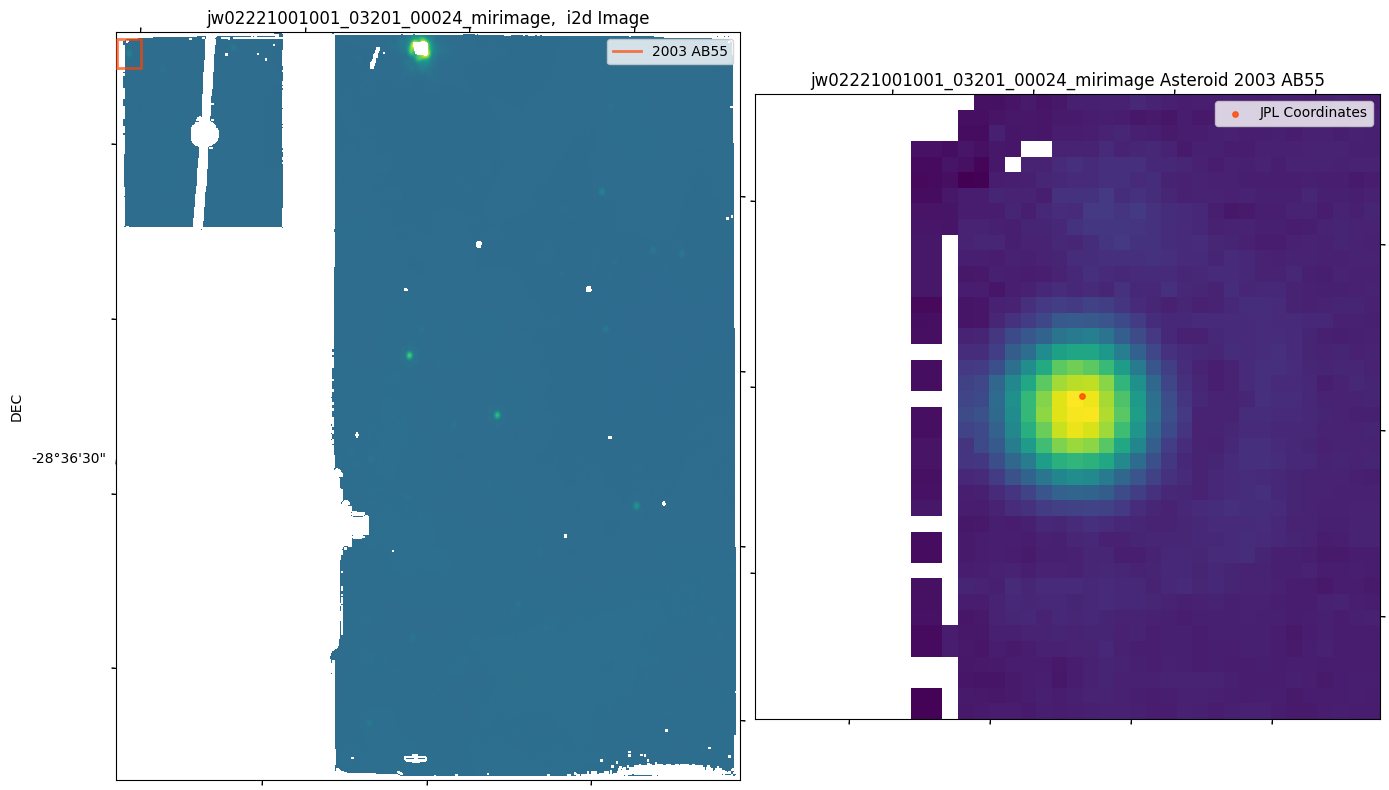 jw02221001001_03201_00024_mirimage,  i2d Image
2003 AB55
DEC
-28°36'30"
jw02221001001_03201_00024_mirimage Asteroid 2003 AB55
JPL Coordinates